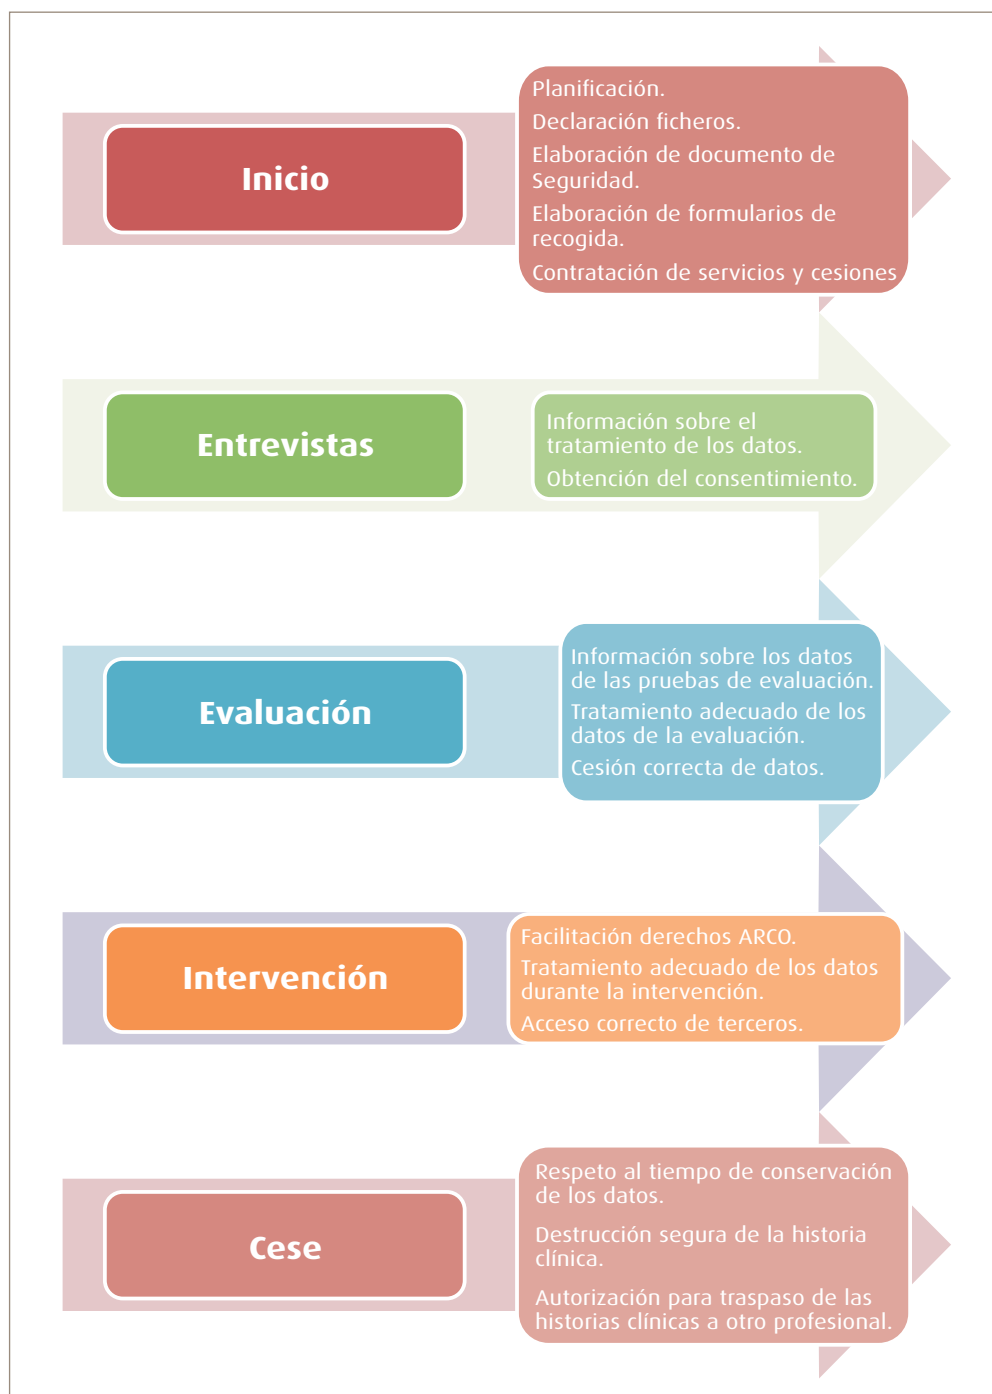 Inicio
Planificación.
Declaración ficheros.
Elaboración de documento de
Seguridad.
Elaboración de formularios de
recogida.
Contratación de servicios y cesiones
Entrevistas
Información sobre el
tratamiento de los datos.
Obtención del consentimiento.
Evaluación
Información sobre los datos
de las pruebas de evaluación.
Tratamiento adecuado de los
datos de la evaluación.
Cesión correcta de datos.
Intervención
Facilitación derechos ARCO.
Tratamiento adecuado de los datos
durante la intervención.
Acceso correcto de terceros.
Cese
Respeto al tiempo de conservación
de los datos.
Destrucción segura de la historia
clínica.
Autorización para traspaso de las
historias clínicas a otro profesional.